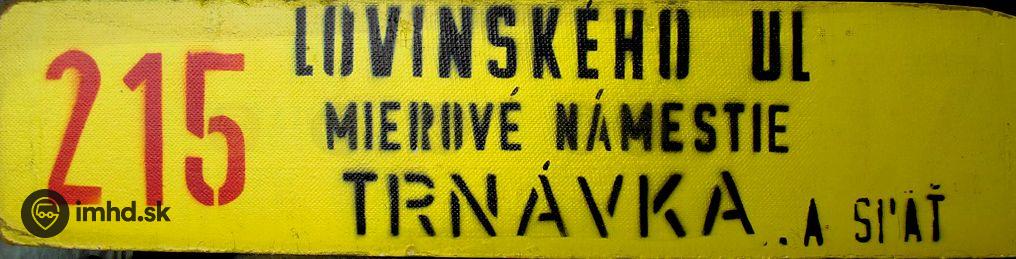 215
LOVINSKÉHO UL
MIEROVÉ NÁMESTIE
TRNÁVKA
..A SPÄŤ
imhd.sk